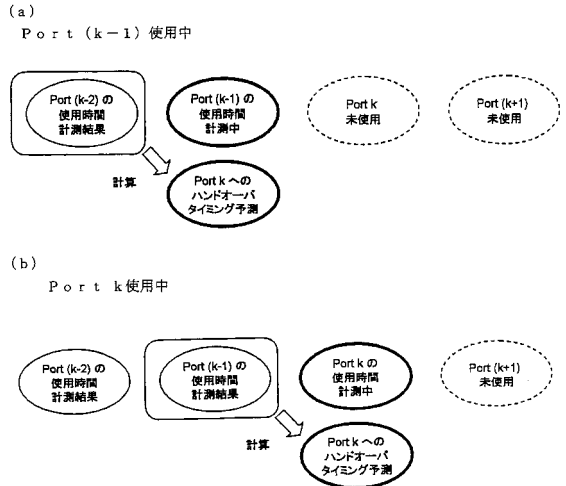 (a)
Port (k-1) 使用中
Port (k-2) の
使用時間
計測結果
Port (k-1) の
使用時間
計測中
Port k
未使用
Port (k+1)
未使用
計算
Port k への
ハンドオーバ
タイミング予測
(b)
Port k使用中
Port (k-2) の
使用時間
計測結果
Port (k-1) の
使用時間
計測結果
Port k の
使用時間
計測中
Port (k+1)
未使用
計算
Port k への
ハンドオーバ
タイミング予測